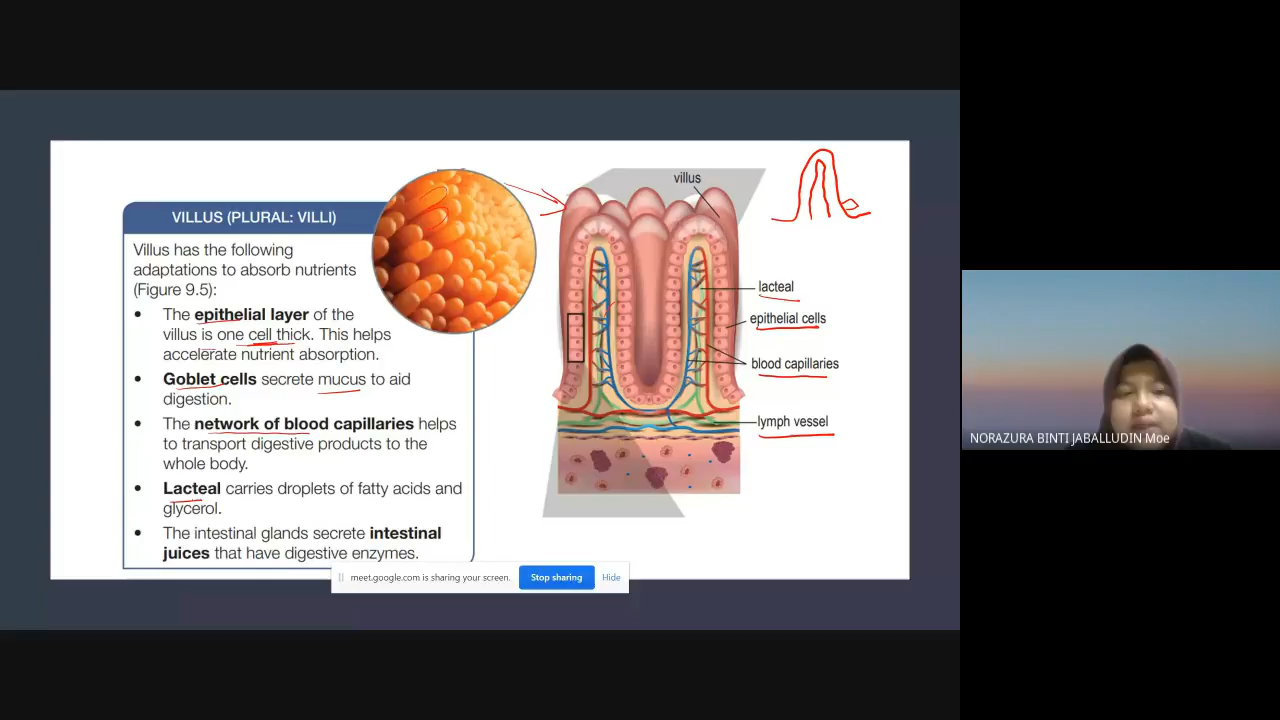 VILLUS (PLURAL: VILLI)
Villus has the following
adaptations to absorb nutrients
(Figure 9.5):
• The epithelial layer of the
villus is one cell thick. This helps
accelerate nutrient absorption.
• Goblet cells secrete mucus to aid
digestion.
• The network of blood capillaries helps
to transport digestive products to the
whole body.
• Lacteal carries droplets of fatty acids and
glycerol.
• The intestinal glands secrete intestinal
juices that have digestive enzymes.
villus
lacteal
epithelial cells
blood capillaries
lymph vessel
meet.google.com is sharing your screen.
Stop sharing
Hide
NORAZURA BINTI JABALLUDIN Moe